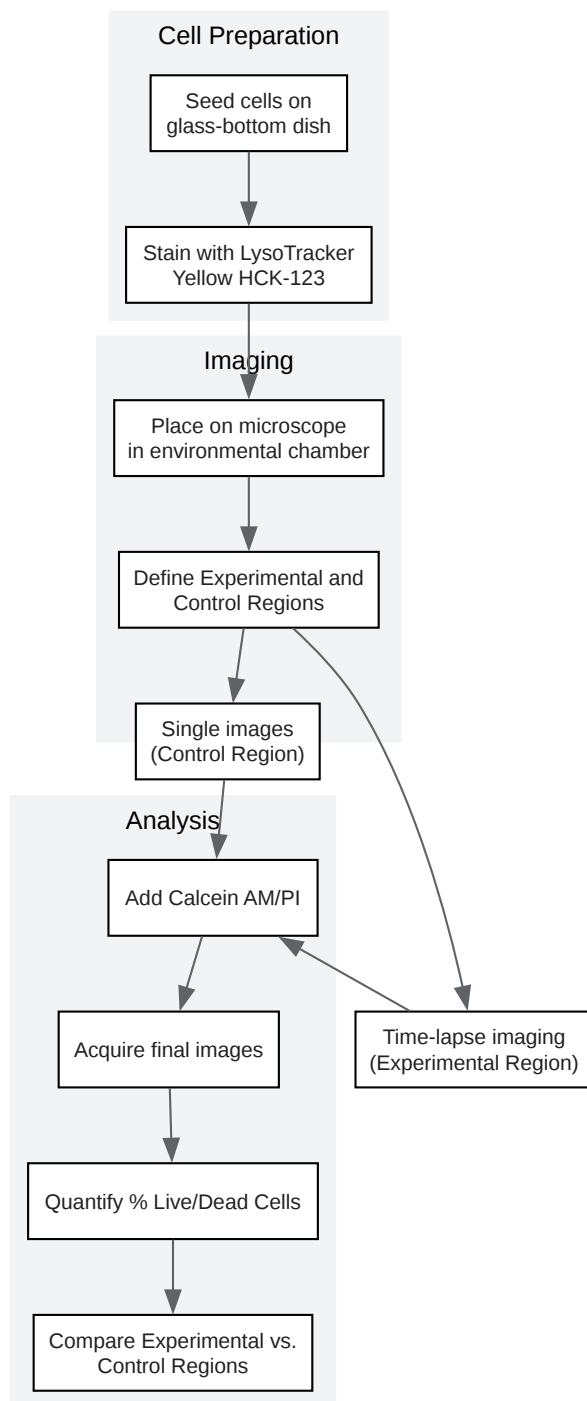 Cell Preparation
Seed cells on
glass-bottom dish
Stain with LysoTracker
Yellow HCK-123
Imaging
Place on microscope
in environmental chamber
Define Experimental and
Control Regions
Single images
(Control Region)
Analysis
Add Calcein AM/PI
Acquire final images
Time-lapse imaging
(Experimental Region)
Quantify % Live/Dead Cells
Compare Experimental vs.
Control Regions